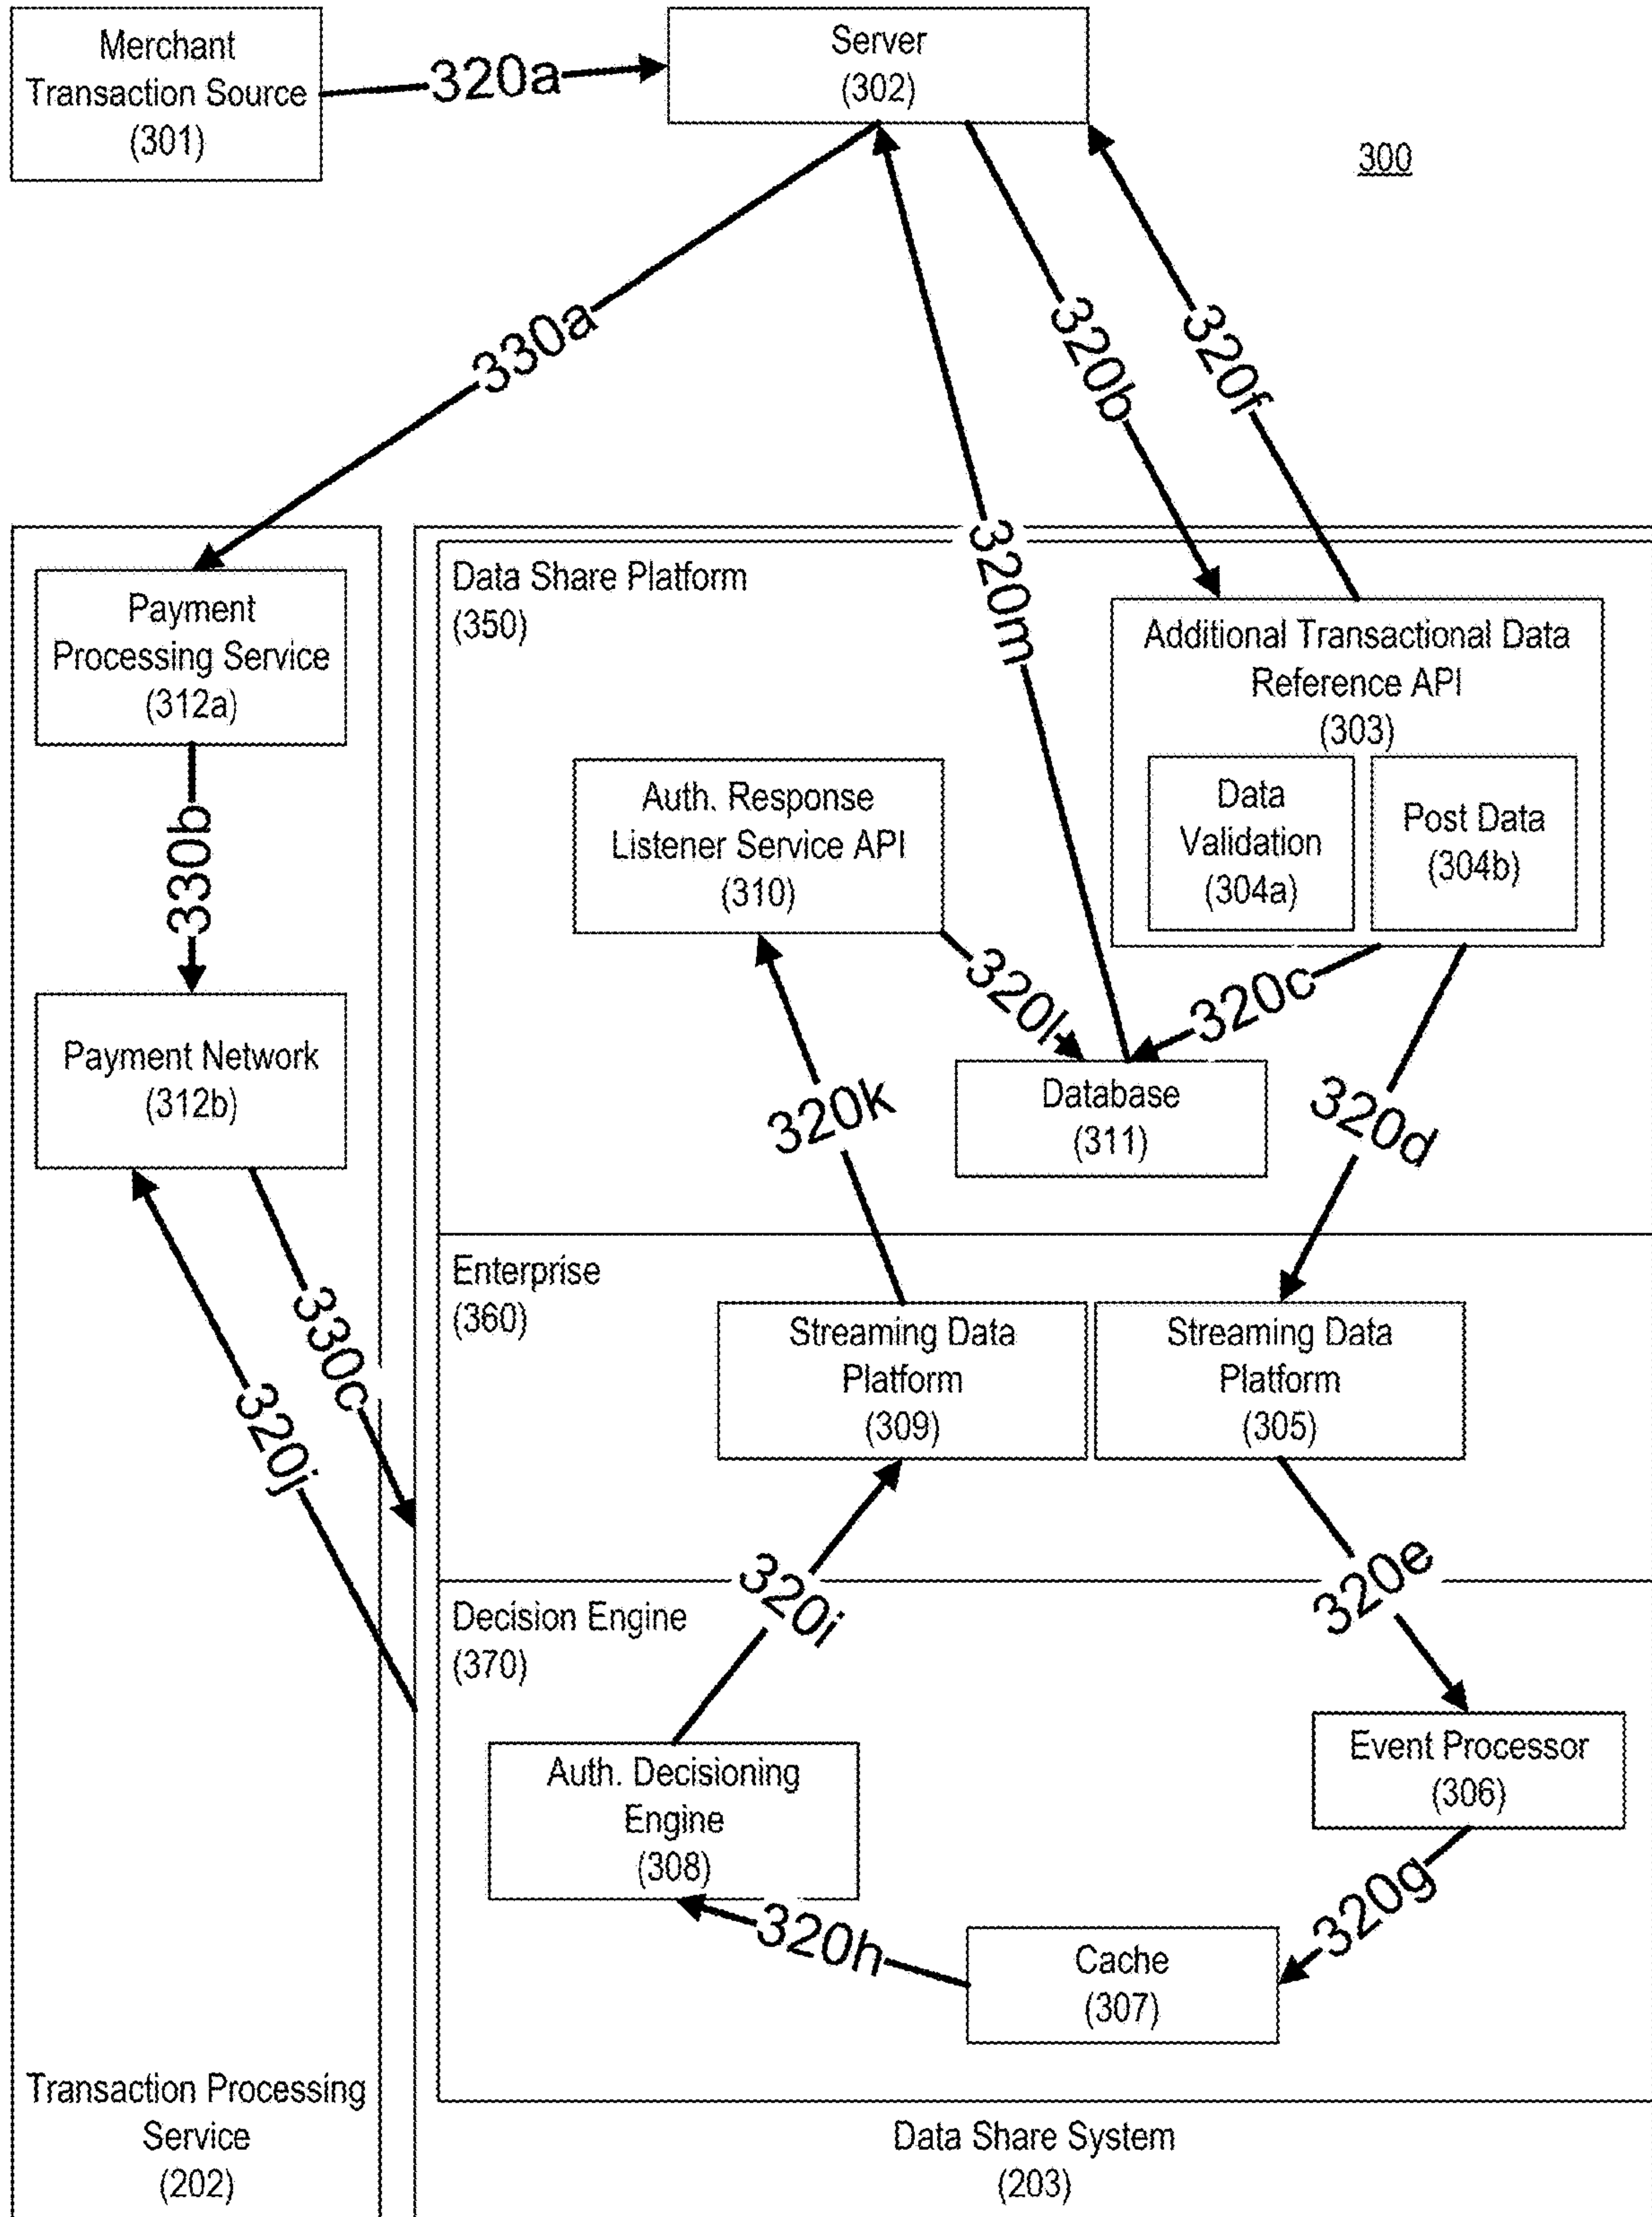 Merchant
Transaction Source
(301)
320a
Server
(302)
300
330a
320b
320f
320m
Payment
Processing Service
(312a)
330b
Payment Network
(312b)
330c
320j
Transaction Processing
Service
(202)
Data Share Platform
(350)
Additional Transactional Data
Reference API
(303)
Data
Validation
(304a)
Post Data
(304b)
Auth. Response
Listener Service API
(310)
320l
320c
Database
(311)
320k
320d
Enterprise
(360)
Streaming Data
Platform
(309)
Streaming Data
Platform
(305)
320i
320e
Decision Engine
(370)
Auth. Decisioning
Engine
(308)
Event Processor
(306)
320h
320g
Cache
(307)
Data Share System
(203)